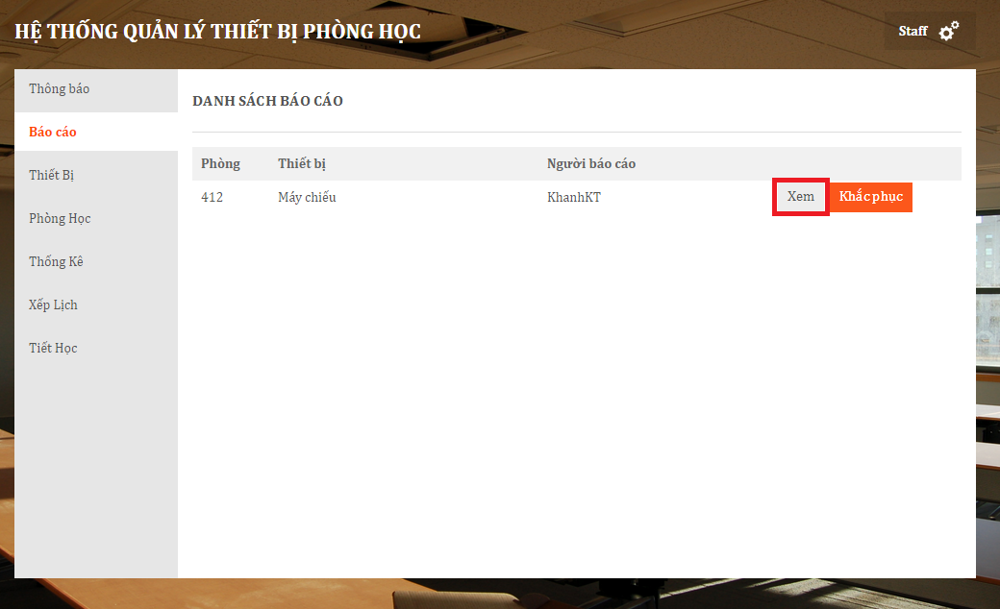 HỆ THỐNG QUẢN LÝ THIẾT BỊ PHÒNG HỌC
Staff
Thông báo
Báo cáo
Thiết Bị
Phòng Học
Thống Kê
Xếp Lịch
Tiết Học
DANH SÁCH BÁO CÁO
Phòng Thiết bị Người báo cáo
412 Máy chiếu KhanhKT Xem Khắc phục